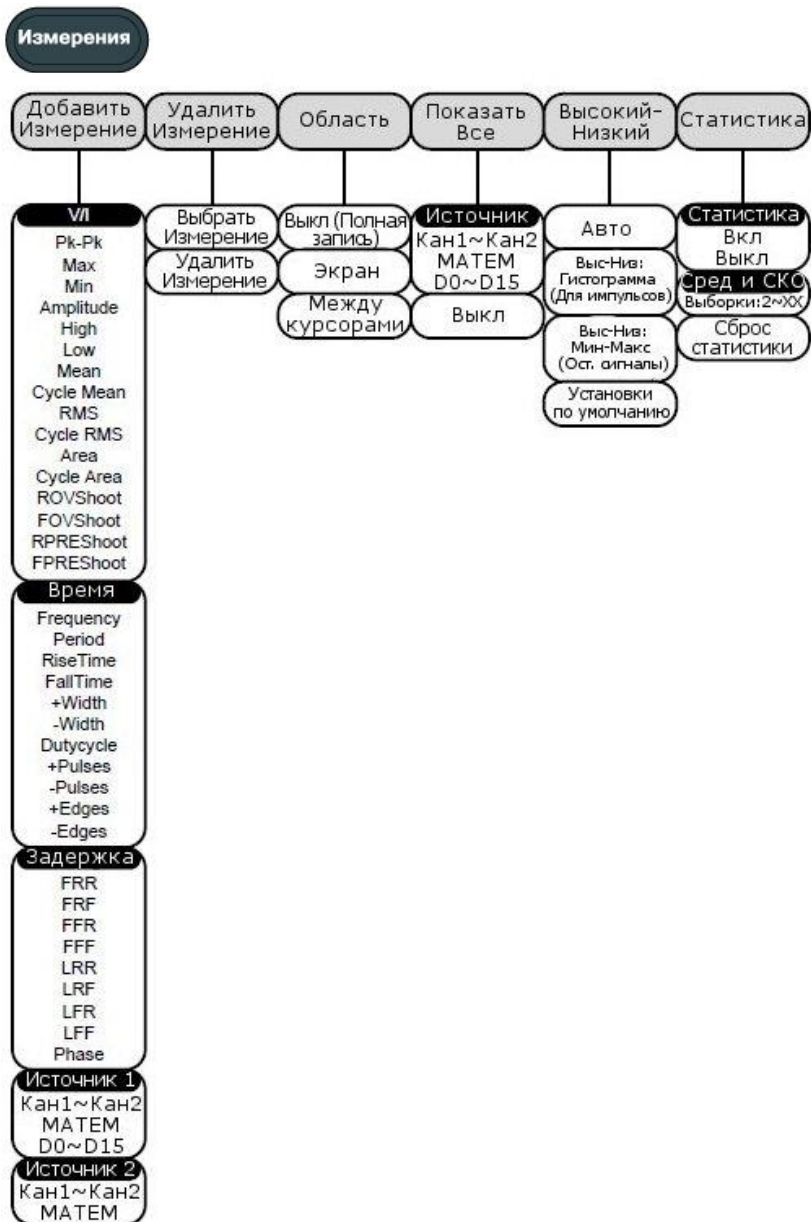 Измерения
Добавить
Измерение
Удалить
Измерение
Область
Показать
Все
Высокий-
Низкий
Статистика
V/I
Pk-Pk
Max
Min
Amplitude
High
Low
Mean
Cycle Mean
RMS
Cycle RMS
Area
Cycle Area
ROVShoot
FOVShoot
RPREShoot
FPREShoot
Время
Frequency
Period
RiseTime
FallTime
+Width
-Width
Dutycycle
+Pulses
-Pulses
+Edges
-Edges
Задержка
FRR
FRF
FFR
FFF
LRR
LRF
LFR
LFF
Phase
Источник 1
Кан1~Кан2
МАТЕМ
D0~D15
Источник 2
Кан1~Кан2
МАТЕМ
Выбрать
Измерение
Удалить
Измерение
Выкл (Полная
запись)
Экран
Между
курсорами
Источник
Кан1~Кан2
МАТЕМ
D0~D15
Выкл
Авто
Выс-Низ:
Гистограмма
(Для импульсов)
Выс-Низ:
Мин-Макс
(Ост. сигналы)
Установки
по умолчанию
Статистика
Вкл
Выкл
Сред и СКО
Выборки:2~XX
Сброс
статистики